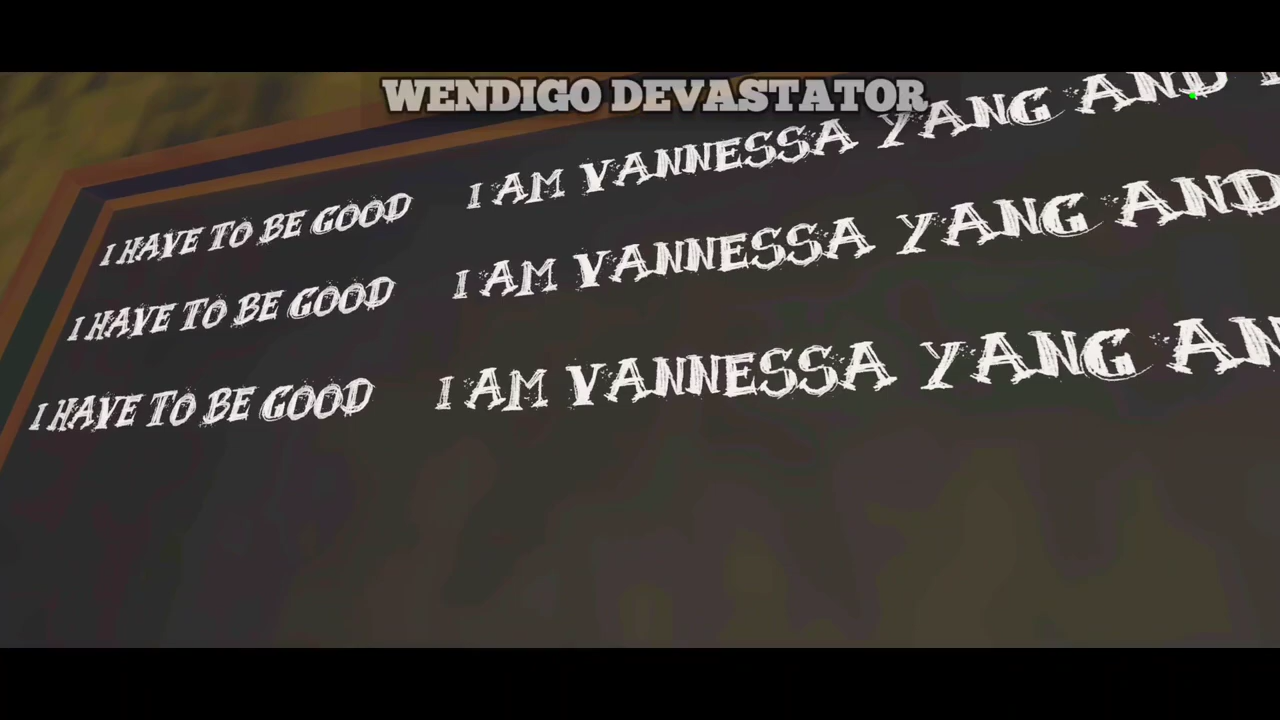 WENDIGO DEVASTATOR
I HAVE TO BE GOOD I AM VANNESSA YANG AND
I HAVE TO BE GOOD I AM VANNESSA YANG AND
I HAVE TO BE GOOD I AM VANNESSA YANG